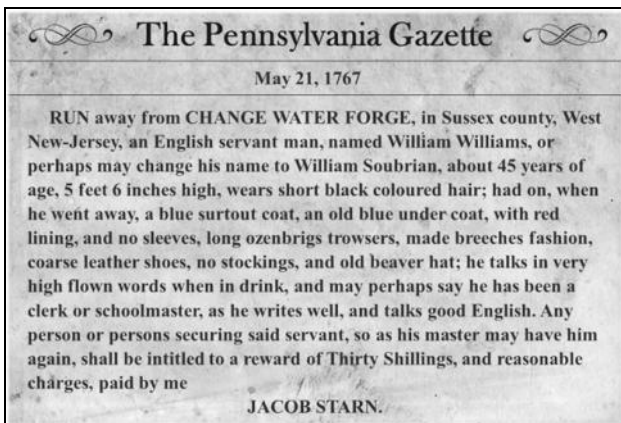 The Pennsylvania Gazette
May 21, 1767
RUN away from CHANGE WATER FORGE, in Sussex county, West
New-Jersey, an English servant man, named William Williams, or
perhaps may change his name to William Soubrian, about 45 years of
age, 5 feet 6 inches high, wears short black coloured hair; had on, when
he went away, a blue surtout coat, an old blue under coat, with red
lining, and no sleeves, long ozenbrigs trowsers, made breeches fashion,
coarse leather shoes, no stockings, and old beaver hat; he talks in very
high flown words when in drink, and may perhaps say he has been a
clerk or schoolmaster, as he writes well, and talks good English. Any
person or persons securing said servant, so as his master may have him
again, shall be intitled to a reward of Thirty Shillings, and reasonable
charges, paid by me
JACOB STARN.